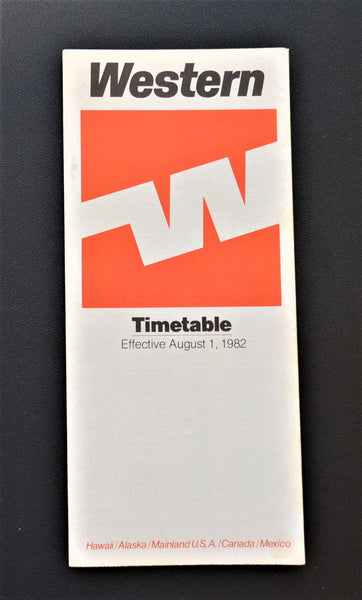 Western
W
Timetable
Effective August 1, 1982
Hawaii/Alaska/Mainland U.S.A./Canada/Mexico